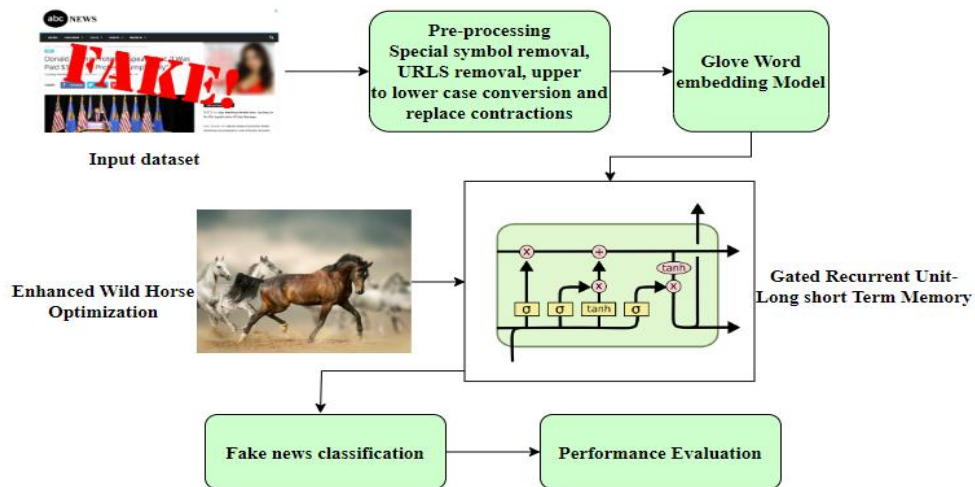 abc NEWS
FAKE!
Input dataset
Pre-processing
Special symbol removal,
URLS removal, upper
to lower case conversion and
replace contractions
Glove Word
embedding Model
Enhanced Wild Horse
Optimization
x
+
tanh
x
x
σ
σ
tanh
σ
Gated Recurrent Unit-
Long short Term Memory
Fake news classification
Performance Evaluation